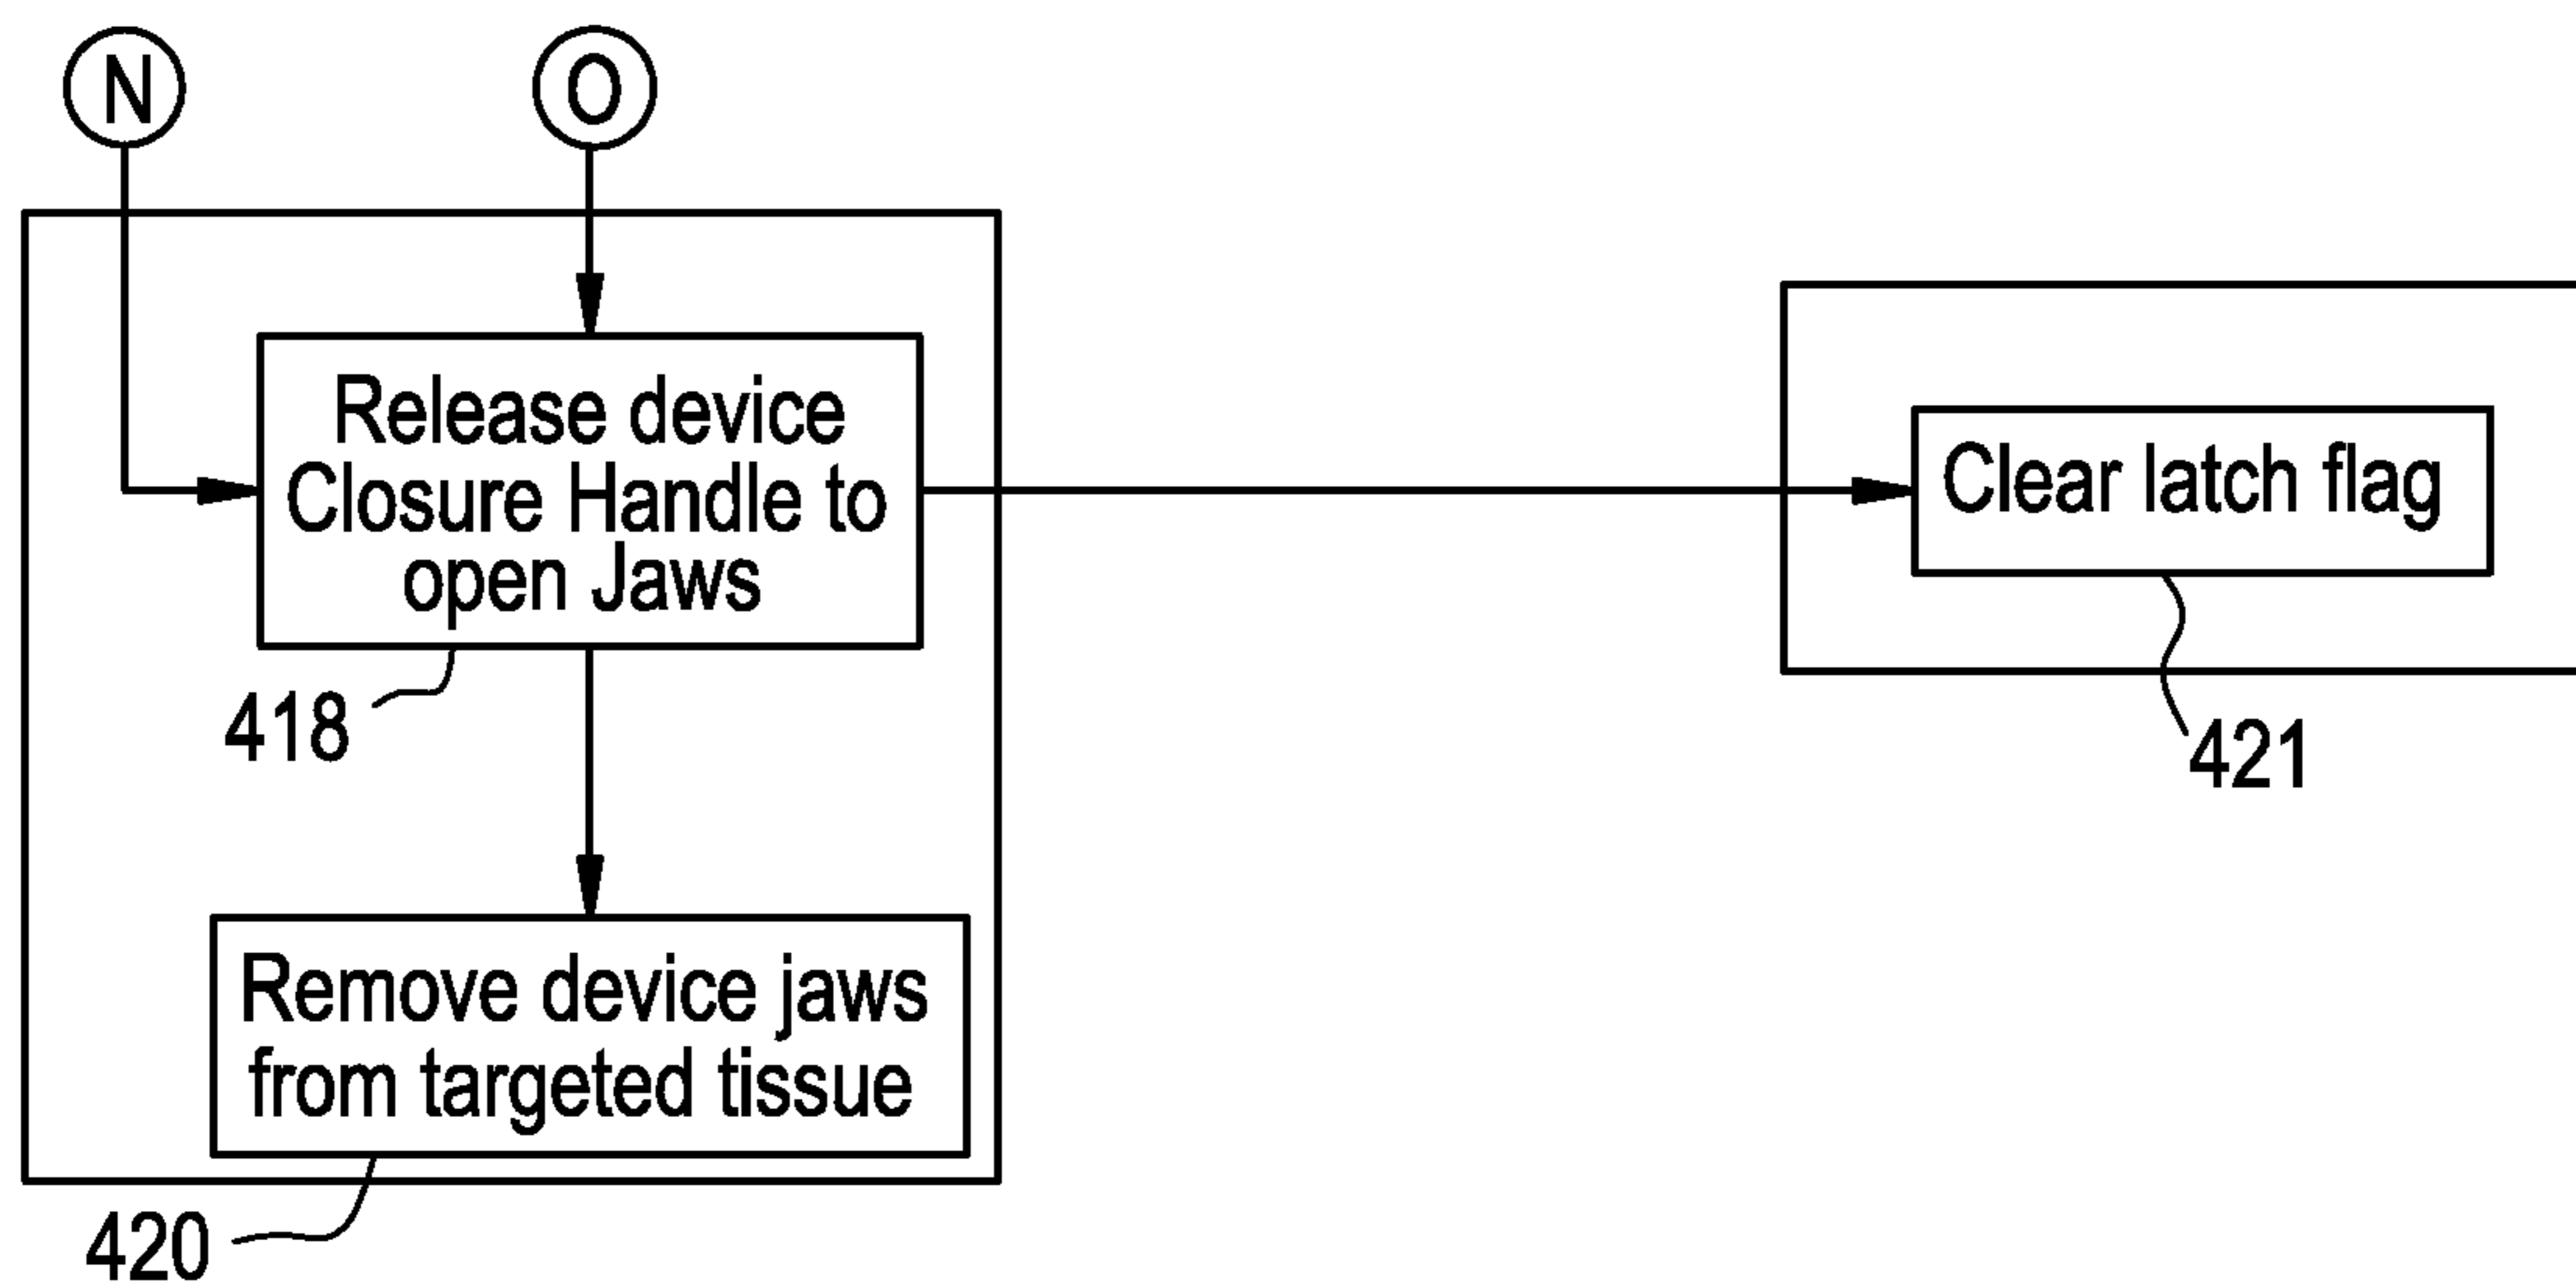 N
O
Release device
Closure Handle to
open Jaws
418
Clear latch flag
421
Remove device jaws
from targeted tissue
420